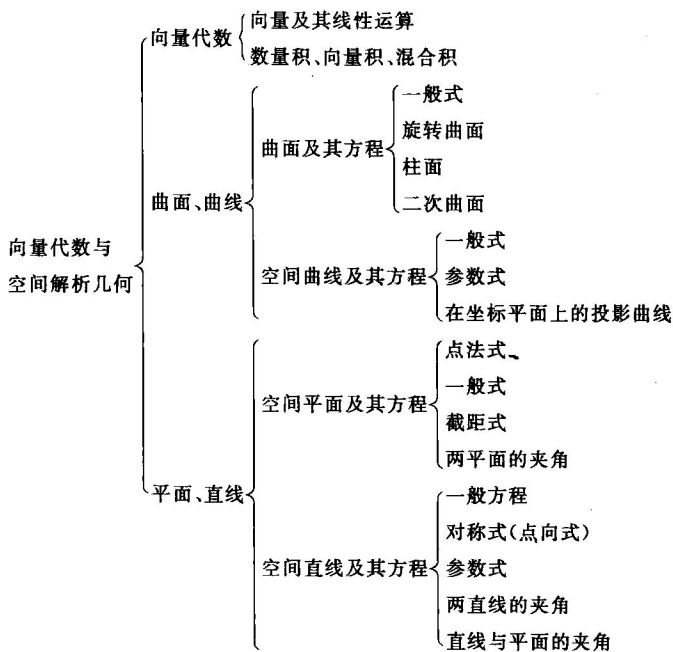 向量代数与
空间解析几何
向量代数
向量及其线性运算
数量积、向量积、混合积
曲面、曲线
曲面及其方程
一般式
旋转曲面
柱面
二次曲面
空间曲线及其方程
一般式
参数式
在坐标平面上的投影曲线
平面、直线
空间平面及其方程
点法式
一般式
截距式
两平面的夹角
空间直线及其方程
一般方程
对称式(点向式)
参数式
两直线的夹角
直线与平面的夹角